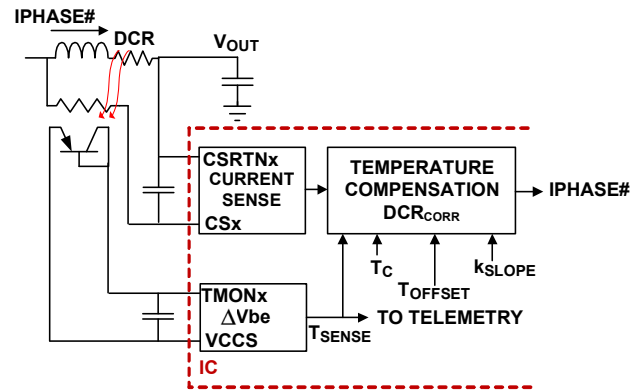 IPHASE#
DCR
VOUT
CSRTNx
CURRENT
SENSE
CSx
TEMPERATURE
COMPENSATION
DCRCORR
IPHASE#
TC
TOFFSET
kSLOPE
TMONx
ΔVbe
VCCS
TSENSE
TO TELEMETRY
IC